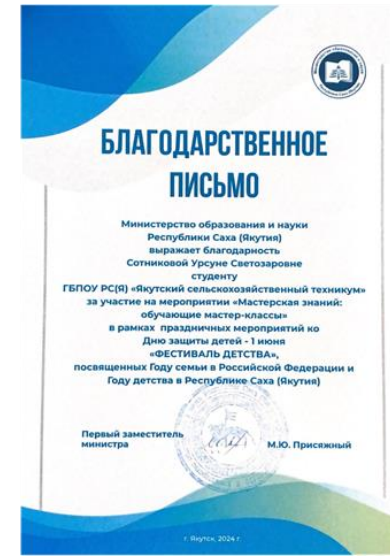 БЛАГОДАРСТВЕННОЕ
ПИСЬМО
Министерство образования и науки
Республики Саха (Якутия)
выражает благодарность
Сотниковой Урсуне Светозаровне
студенту
ГБПОУ РС(Я) «Якутский сельскохозяйственный техникум»
за участие на мероприятии «Мастерская знаний:
обучающие мастер-классы»
в рамках праздничных мероприятий ко
Дню защиты детей - 1 июня
«ФЕСТИВАЛЬ ДЕТСТВА»,
посвященных Году семьи в Российской Федерации и
Году детства в Республике Саха (Якутия)
Первый заместитель
министра
М.Ю. Присяжный
г. Якутск, 2024 г.